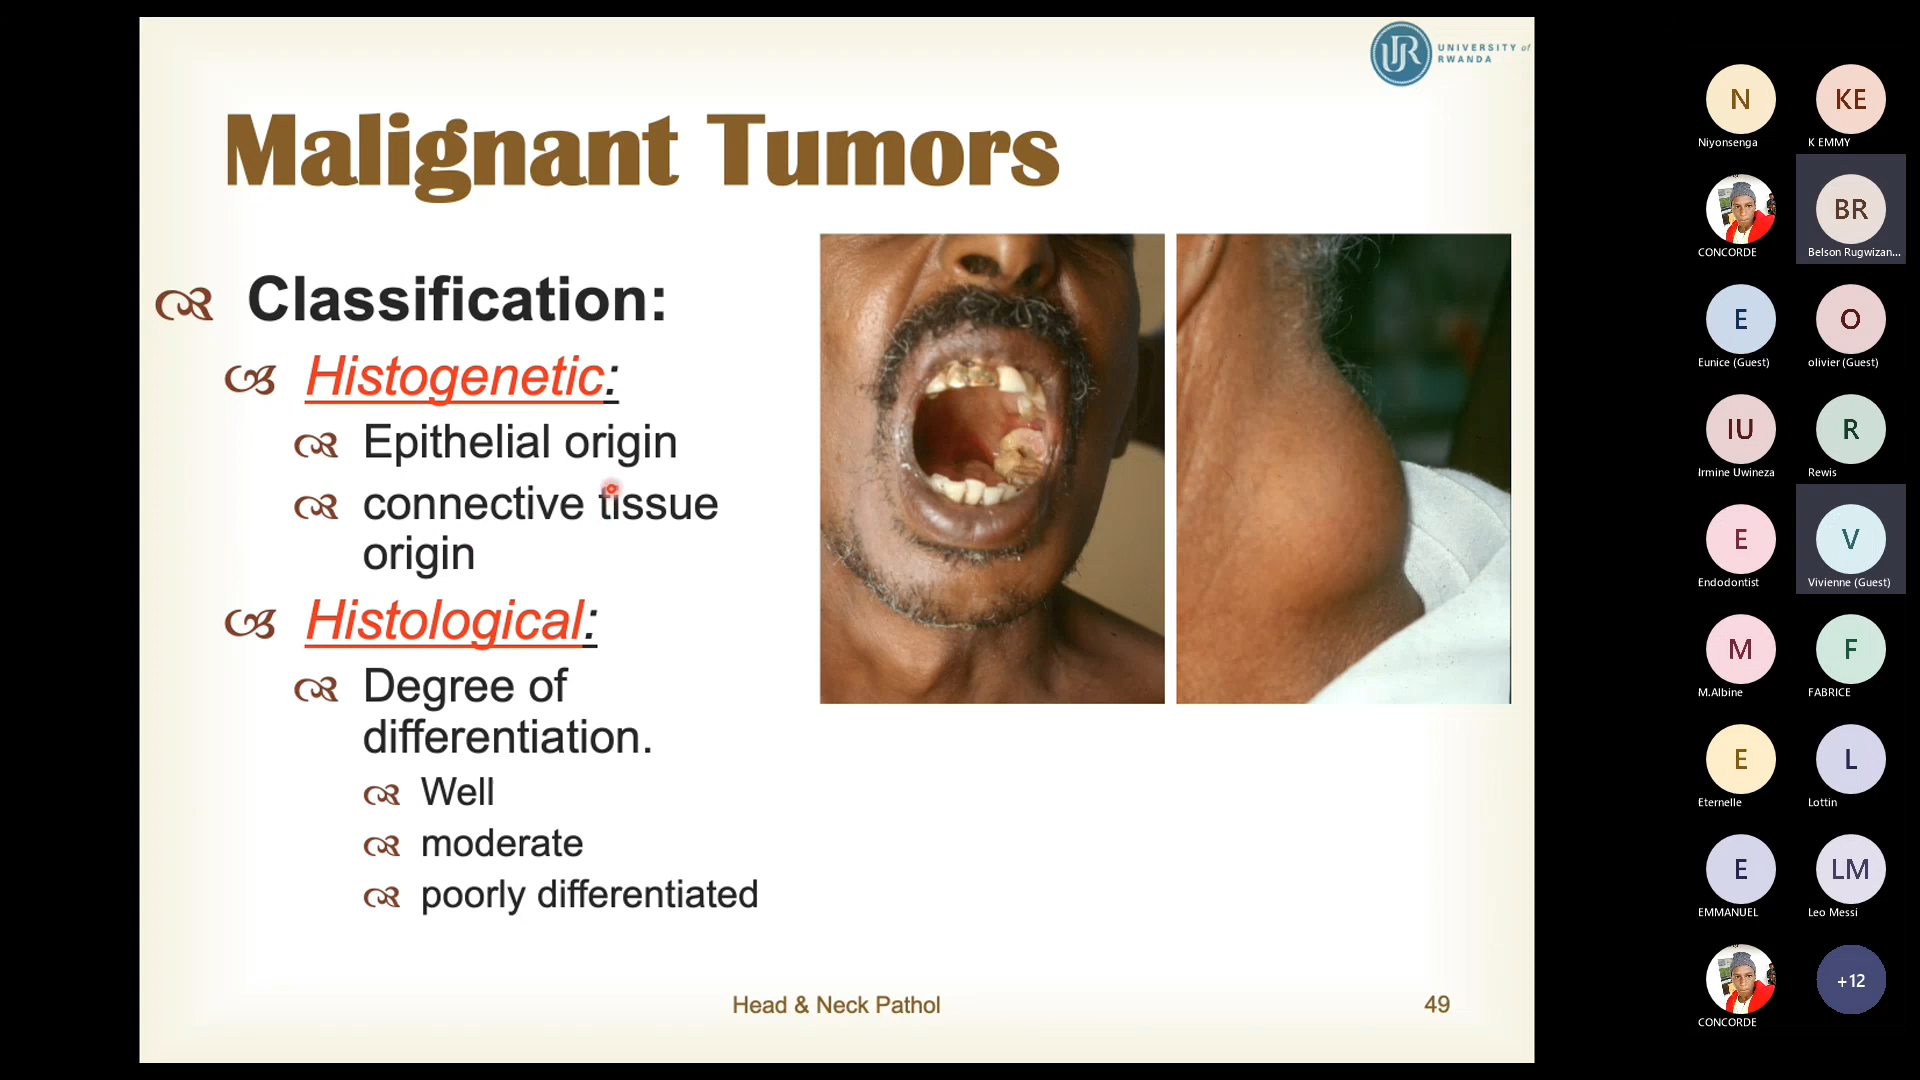 UNIVERSITY of
RWANDA
Malignant Tumors
Classification:
Histogenetic:
Epithelial origin
connective tissue
origin
Histological:
Degree of
differentiation.
Well
moderate
poorly differentiated
Head & Neck Pathol
49
N
Niyonsenga
KE
K EMMY
CONCORDE
BR
Belson Rugwizan...
E
Eunice (Guest)
O
olivier (Guest)
IU
Irmine Uwineza
R
Rewis
E
Endodontist
V
Vivienne (Guest)
M
M.Albine
F
FABRICE
E
Eternelle
L
Lottin
E
EMMANUEL
LM
Leo Messi
CONCORDE
+12